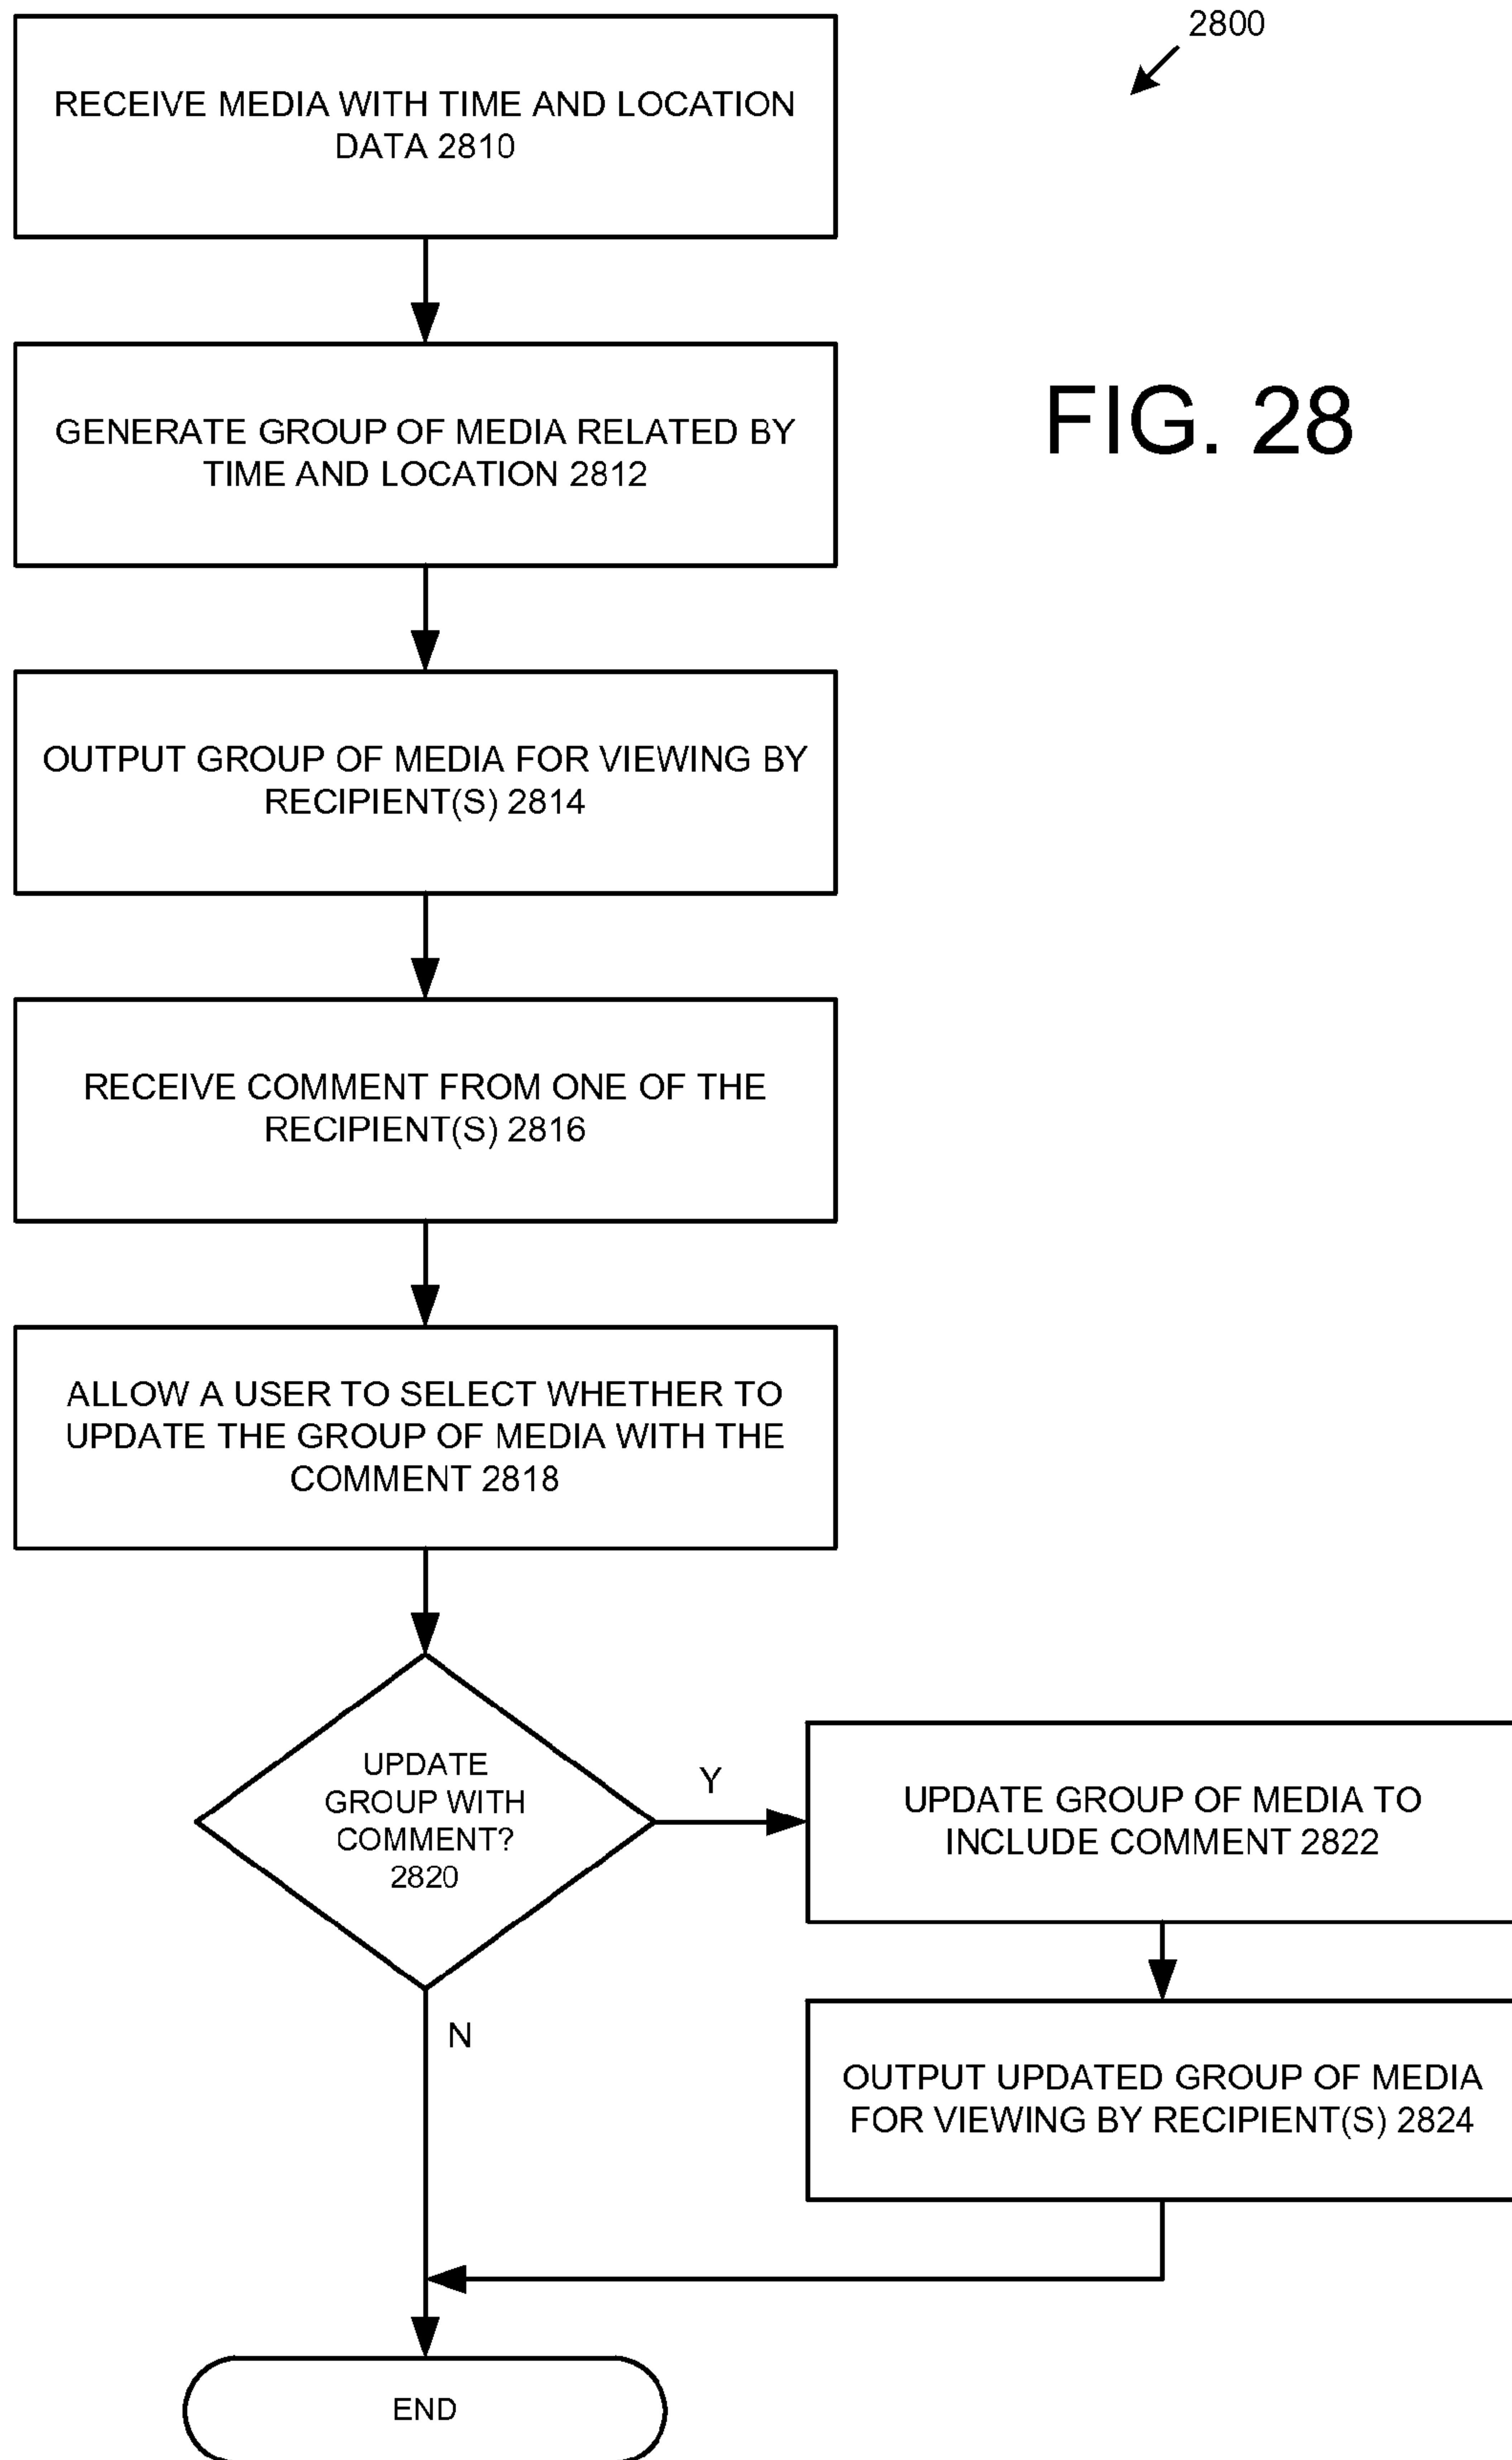 2800
RECEIVE MEDIA WITH TIME AND LOCATION
DATA 2810
FIG. 28
GENERATE GROUP OF MEDIA RELATED BY
TIME AND LOCATION 2812
OUTPUT GROUP OF MEDIA FOR VIEWING BY
RECIPIENT(S) 2814
RECEIVE COMMENT FROM ONE OF THE
RECIPIENT(S) 2816
ALLOW A USER TO SELECT WHETHER TO
UPDATE THE GROUP OF MEDIA WITH THE
COMMENT 2818
UPDATE
GROUP WITH
COMMENT?
2820
Y
UPDATE GROUP OF MEDIA TO
INCLUDE COMMENT 2822
N
OUTPUT UPDATED GROUP OF MEDIA
FOR VIEWING BY RECIPIENT(S) 2824
END